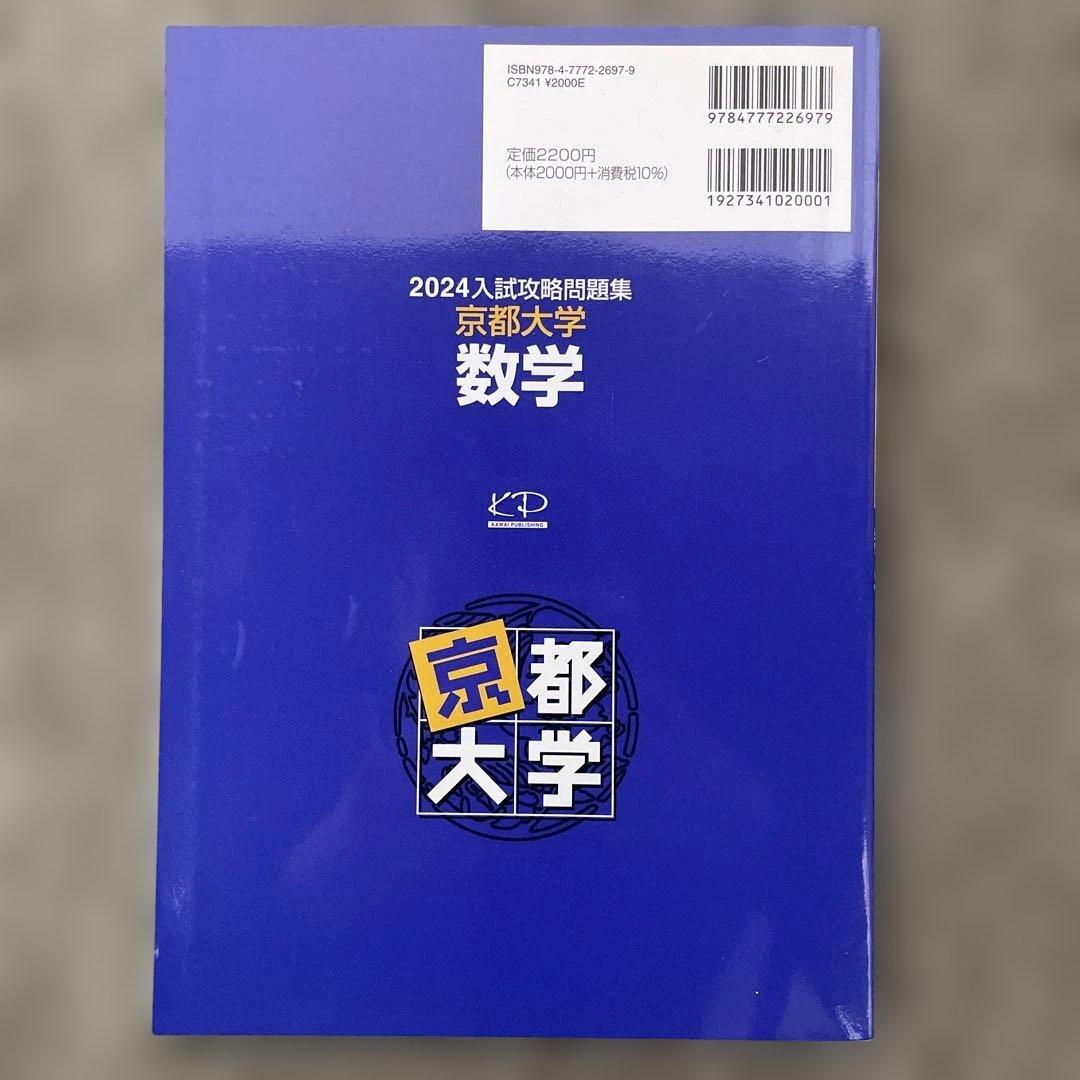 ISBN978-4-7772-2697-9
C7341 ¥2000E
9784777226979
定価2200円
(本体2000円+消費税10%)
1927341020001
2024入試攻略問題集
京都大学
数学
KP
KAWAI PUBLISHING
京都
大学